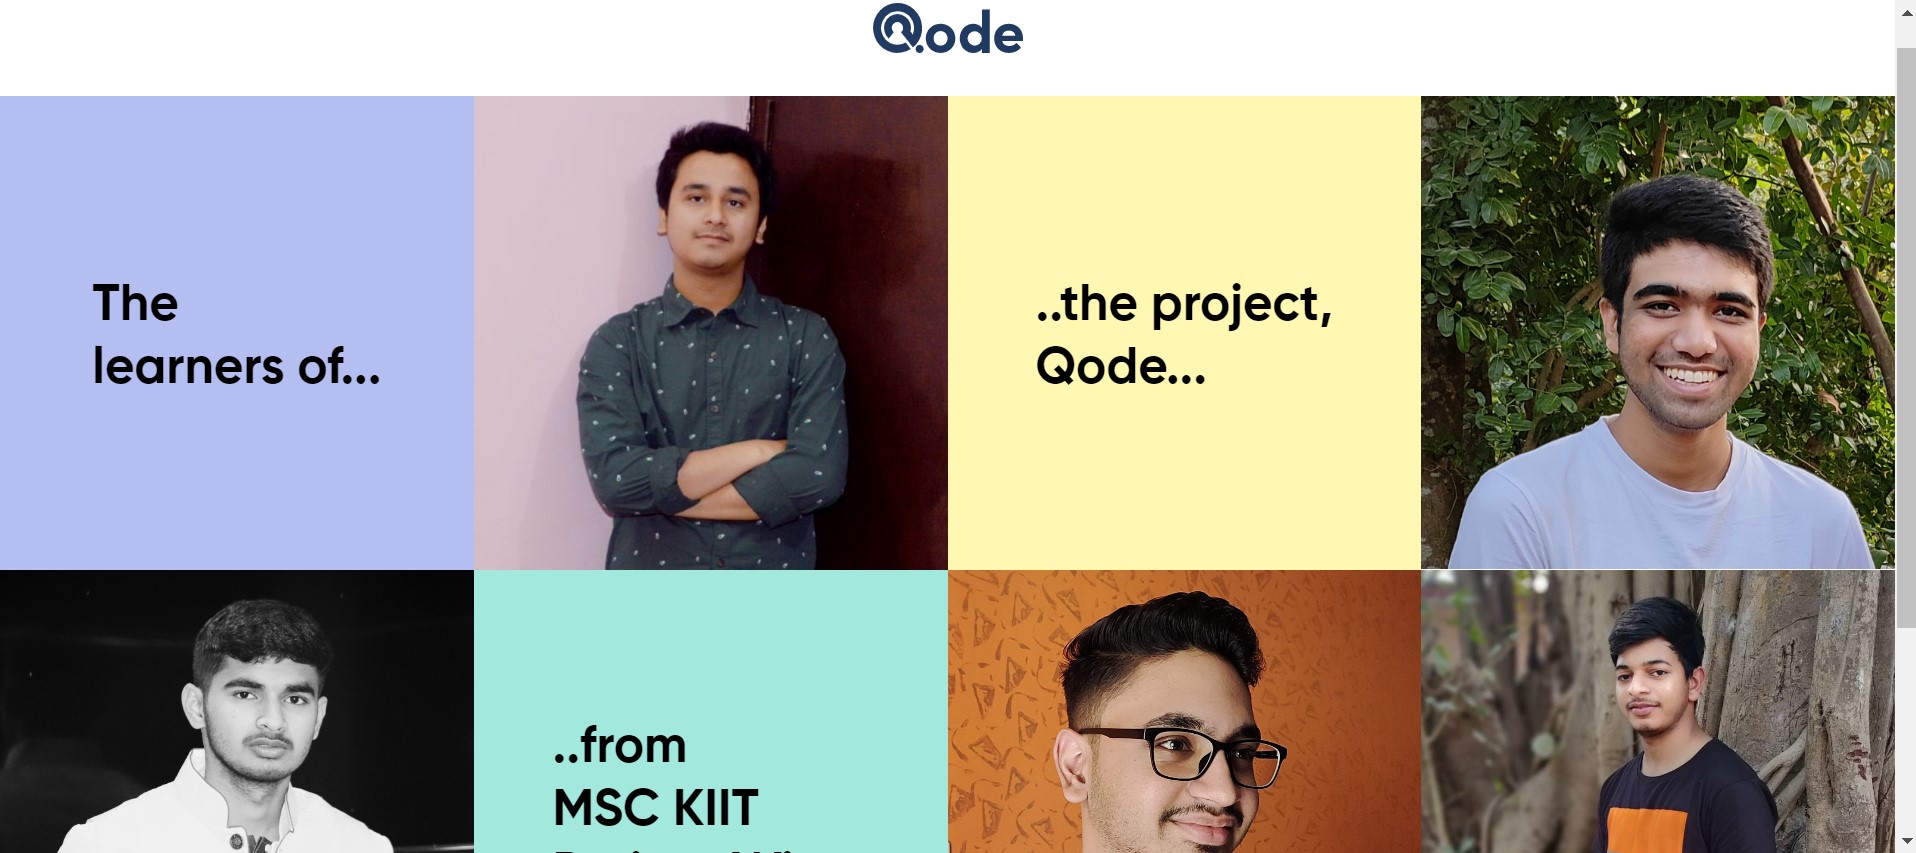 Qode
The
learners of...
..the project,
Qode...
..from
MSC KIIT